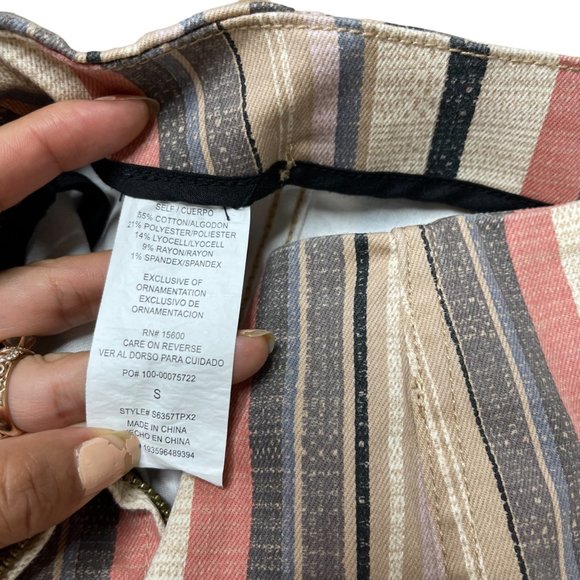 SELF / CUERPO
55% COTTON/ALGODON
21% POLYESTER/POLIESTER
14% LYOCELL/LYOCELL
9% RAYON/RAYON
1% SPANDEX/SPANDEX
EXCLUSIVE OF
ORNAMENTATION
EXCLUSIVO DE
ORNAMENTACION
RN# 15600
CARE ON REVERSE
VER AL DORSO PARA CUIDADO
PO# 100-00075722
S
STYLE# S6357TPX2
MADE IN CHINA
HECHO EN CHINA
193596489394